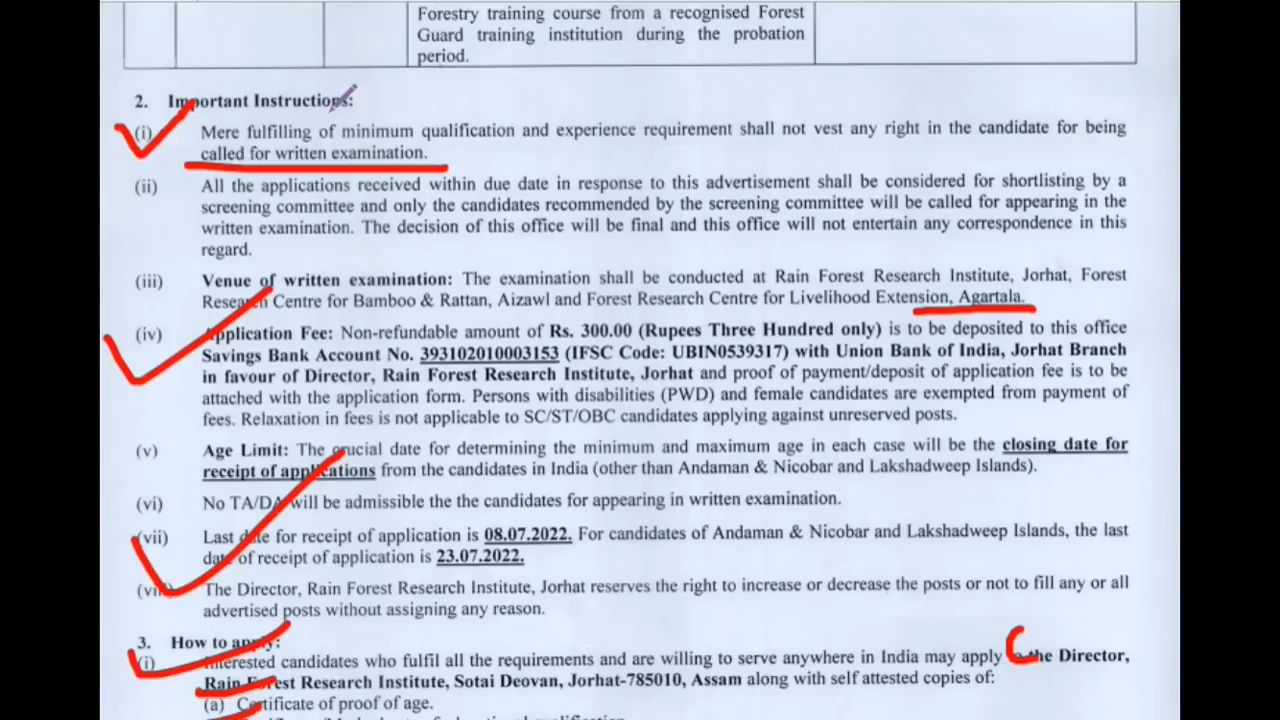 Forestry training course from a recognised Forest
Guard training institution during the probation
period.
2. Important Instructions:
(i) Mere fulfilling of minimum qualification and experience requirement shall not vest any right in the candidate for being
called for written examination.
(ii) All the applications received within due date in response to this advertisement shall be considered for shortlisting by a
screening committee and only the candidates recommended by the screening committee will be called for appearing in the
written examination. The decision of this office will be final and this office will not entertain any correspondence in this
regard.
(iii) Venue of written examination: The examination shall be conducted at Rain Forest Research Institute, Jorhat, Forest
Research Centre for Bamboo & Rattan, Aizawl and Forest Research Centre for Livelihood Extension, Agartala.
(iv) Application Fee: Non-refundable amount of Rs. 300.00 (Rupees Three Hundred only) is to be deposited to this office
Savings Bank Account No. 393102010003153 (IFSC Code: UBIN0539317) with Union Bank of India, Jorhat Branch
in favour of Director, Rain Forest Research Institute, Jorhat and proof of payment/deposit of application fee is to be
attached with the application form. Persons with disabilities (PWD) and female candidates are exempted from payment of
fees. Relaxation in fees is not applicable to SC/ST/OBC candidates applying against unreserved posts.
(v) Age Limit: The crucial date for determining the minimum and maximum age in each case will be the closing date for
receipt of applications from the candidates in India (other than Andaman & Nicobar and Lakshadweep Islands).
(vi) No TA/DA will be admissible the the candidates for appearing in written examination.
(vii) Last date for receipt of application is 08.07.2022. For candidates of Andaman & Nicobar and Lakshadweep Islands, the last
date of receipt of application is 23.07.2022.
(viii) The Director, Rain Forest Research Institute, Jorhat reserves the right to increase or decrease the posts or not to fill any or all
advertised posts without assigning any reason.
3. How to apply:
(i) Interested candidates who fulfil all the requirements and are willing to serve anywhere in India may apply to the Director,
Rain Forest Research Institute, Sotai Deovan, Jorhat-785010, Assam along with self attested copies of:
(a) Certificate of proof of age.